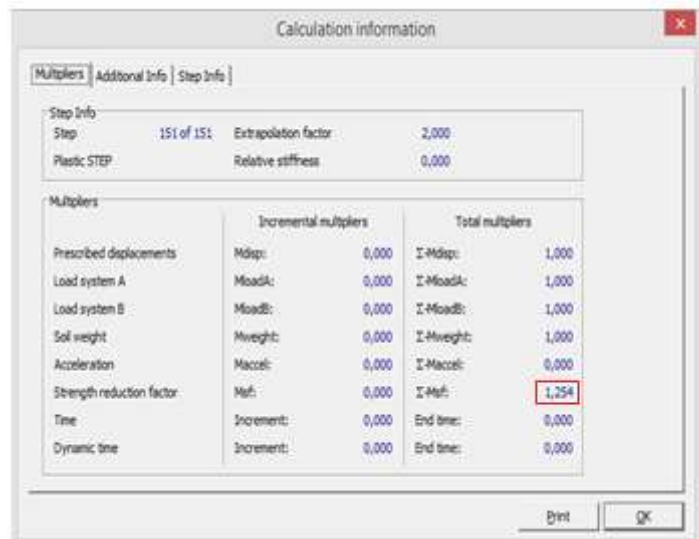 Calculation information
x
Multipliers Additional Info Step Info
Step Info
Step 151 of 151 Extrapolation factor 2,000
Plastic STEP Relative stiffness 0,000
Multipliers
Incremental multipliers Total multipliers
Prescribed displacements Mdisp: 0,000 Σ-Mdisp: 1,000
Load system A MloadA: 0,000 Σ-MloadA: 1,000
Load system B MloadB: 0,000 Σ-MloadB: 1,000
Soil weight Mweight: 0,000 Σ-Mweight: 1,000
Acceleration Maccel: 0,000 Σ-Maccel: 0,000
Strength reduction factor Msf: 0,000 Σ-Msf: 1,254
Time Increment: 0,000 End time: 0,000
Dynamic time Increment: 0,000 End time: 0,000
Print OK